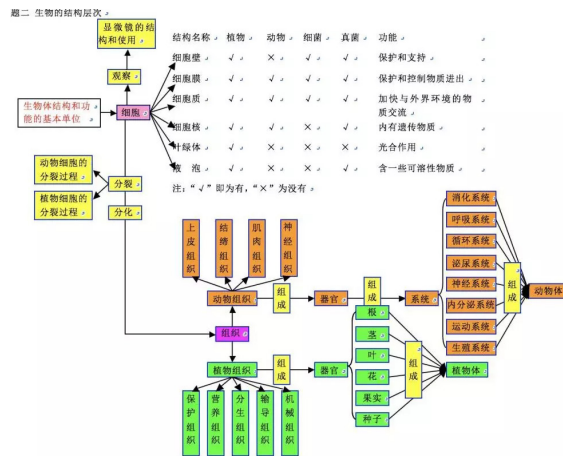 题二 生物的结构层次
显微镜的结
构和使用
观察
生物体结构和功
能的基本单位
细胞
结构名称 植物 动物 细菌 真菌 功能
细胞壁 √ × √ √ 保护和支持
细胞膜 √ √ √ √ 保护和控制物质进出
细胞质 √ √ √ √ 加快与外界环境的物
质交流
细胞核 √ √ × √ 内有遗传物质
叶绿体 √ × × × 光合作用
液 泡 √ × × √ 含一些可溶性物质
注:“√”即为有,“×”为没有
动物细胞的
分裂过程
植物细胞的
分裂过程
分裂
分化
上皮组织
结缔组织
肌肉组织
神经组织
动物组织
组成
器官
组成
系统
消化系统
呼吸系统
循环系统
泌尿系统
神经系统
内分泌系统
运动系统
生殖系统
组成
动物体
组织
植物组织
组成
器官
根
茎
叶
花
果实
种子
组成
植物体
保护组织
营养组织
分生组织
输导组织
机械组织